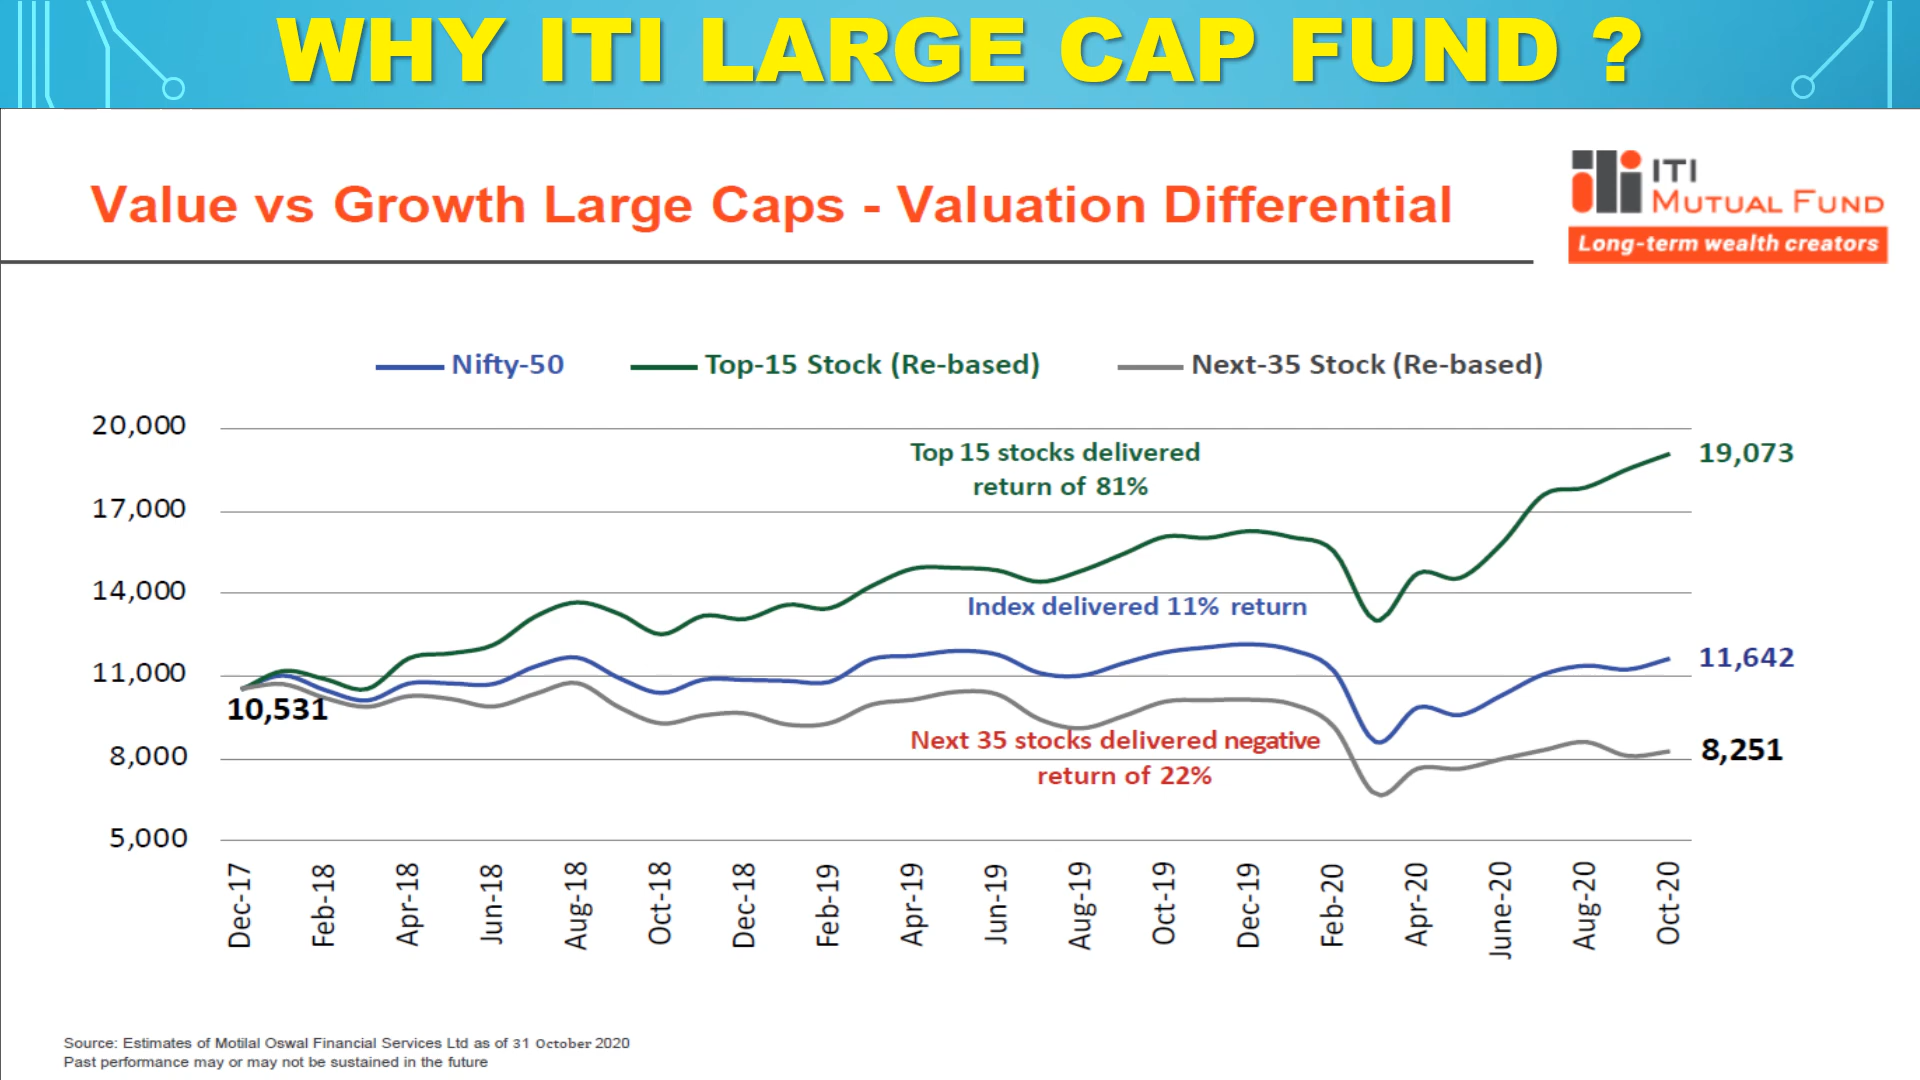 WHY ITI LARGE CAP FUND ?
Value vs Growth Large Caps - Valuation Differential
ITI
MUTUAL FUND
Long-term wealth creators
Nifty-50
Top-15 Stock (Re-based)
Next-35 Stock (Re-based)
20,000
17,000
14,000
11,000
8,000
5,000
Top 15 stocks delivered
return of 81%
Index delivered 11% return
Next 35 stocks delivered negative
return of 22%
10,531
19,073
11,642
8,251
Dec-17
Feb-18
Apr-18
Jun-18
Aug-18
Oct-18
Dec-18
Feb-19
Apr-19
Jun-19
Aug-19
Oct-19
Dec-19
Feb-20
Apr-20
June-20
Aug-20
Oct-20
Source: Estimates of Motilal Oswal Financial Services Ltd as of 31 October 2020
Past performance may or may not be sustained in the future